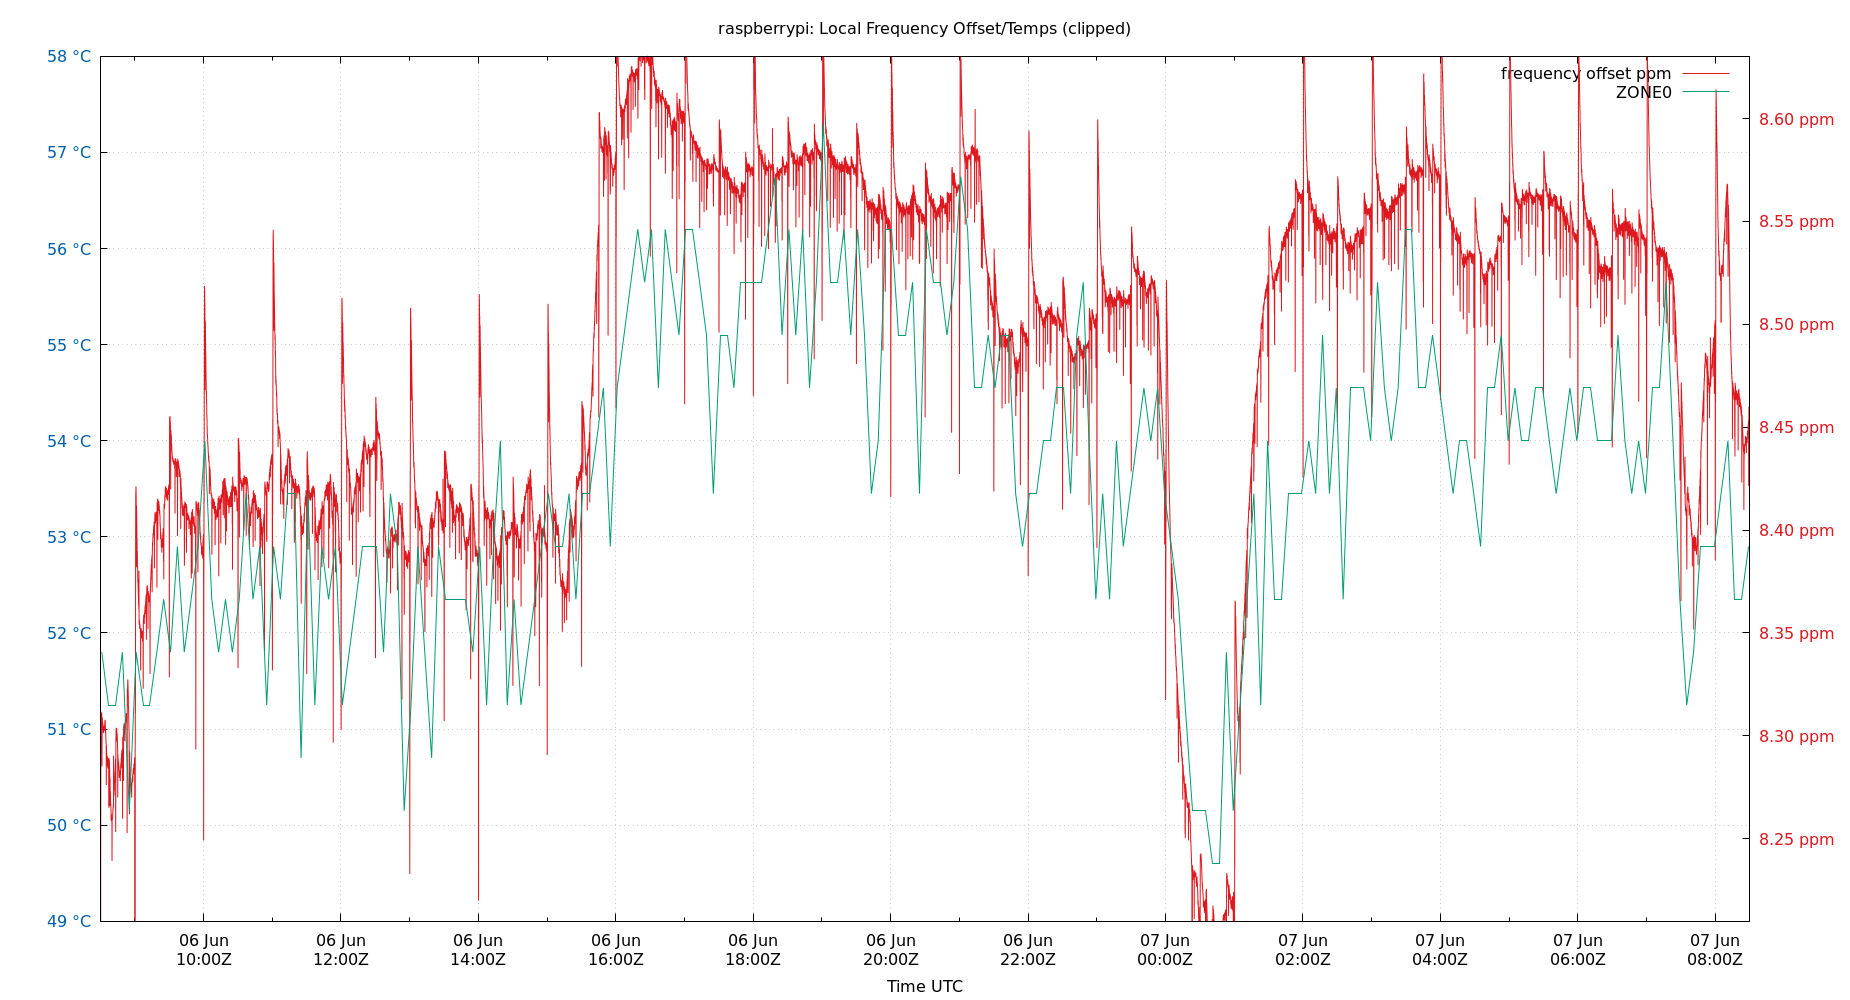 raspberrypi: Local Frequency Offset/Temps (clipped)
58 °C
57 °C
56 °C
55 °C
54 °C
53 °C
52 °C
51 °C
50 °C
49 °C
frequency offset ppm
ZONE0
8.60 ppm
8.55 ppm
8.50 ppm
8.45 ppm
8.40 ppm
8.35 ppm
8.30 ppm
8.25 ppm
06 Jun
10:00Z
06 Jun
12:00Z
06 Jun
14:00Z
06 Jun
16:00Z
06 Jun
18:00Z
06 Jun
20:00Z
06 Jun
22:00Z
07 Jun
00:00Z
07 Jun
02:00Z
07 Jun
04:00Z
07 Jun
06:00Z
07 Jun
08:00Z
Time UTC